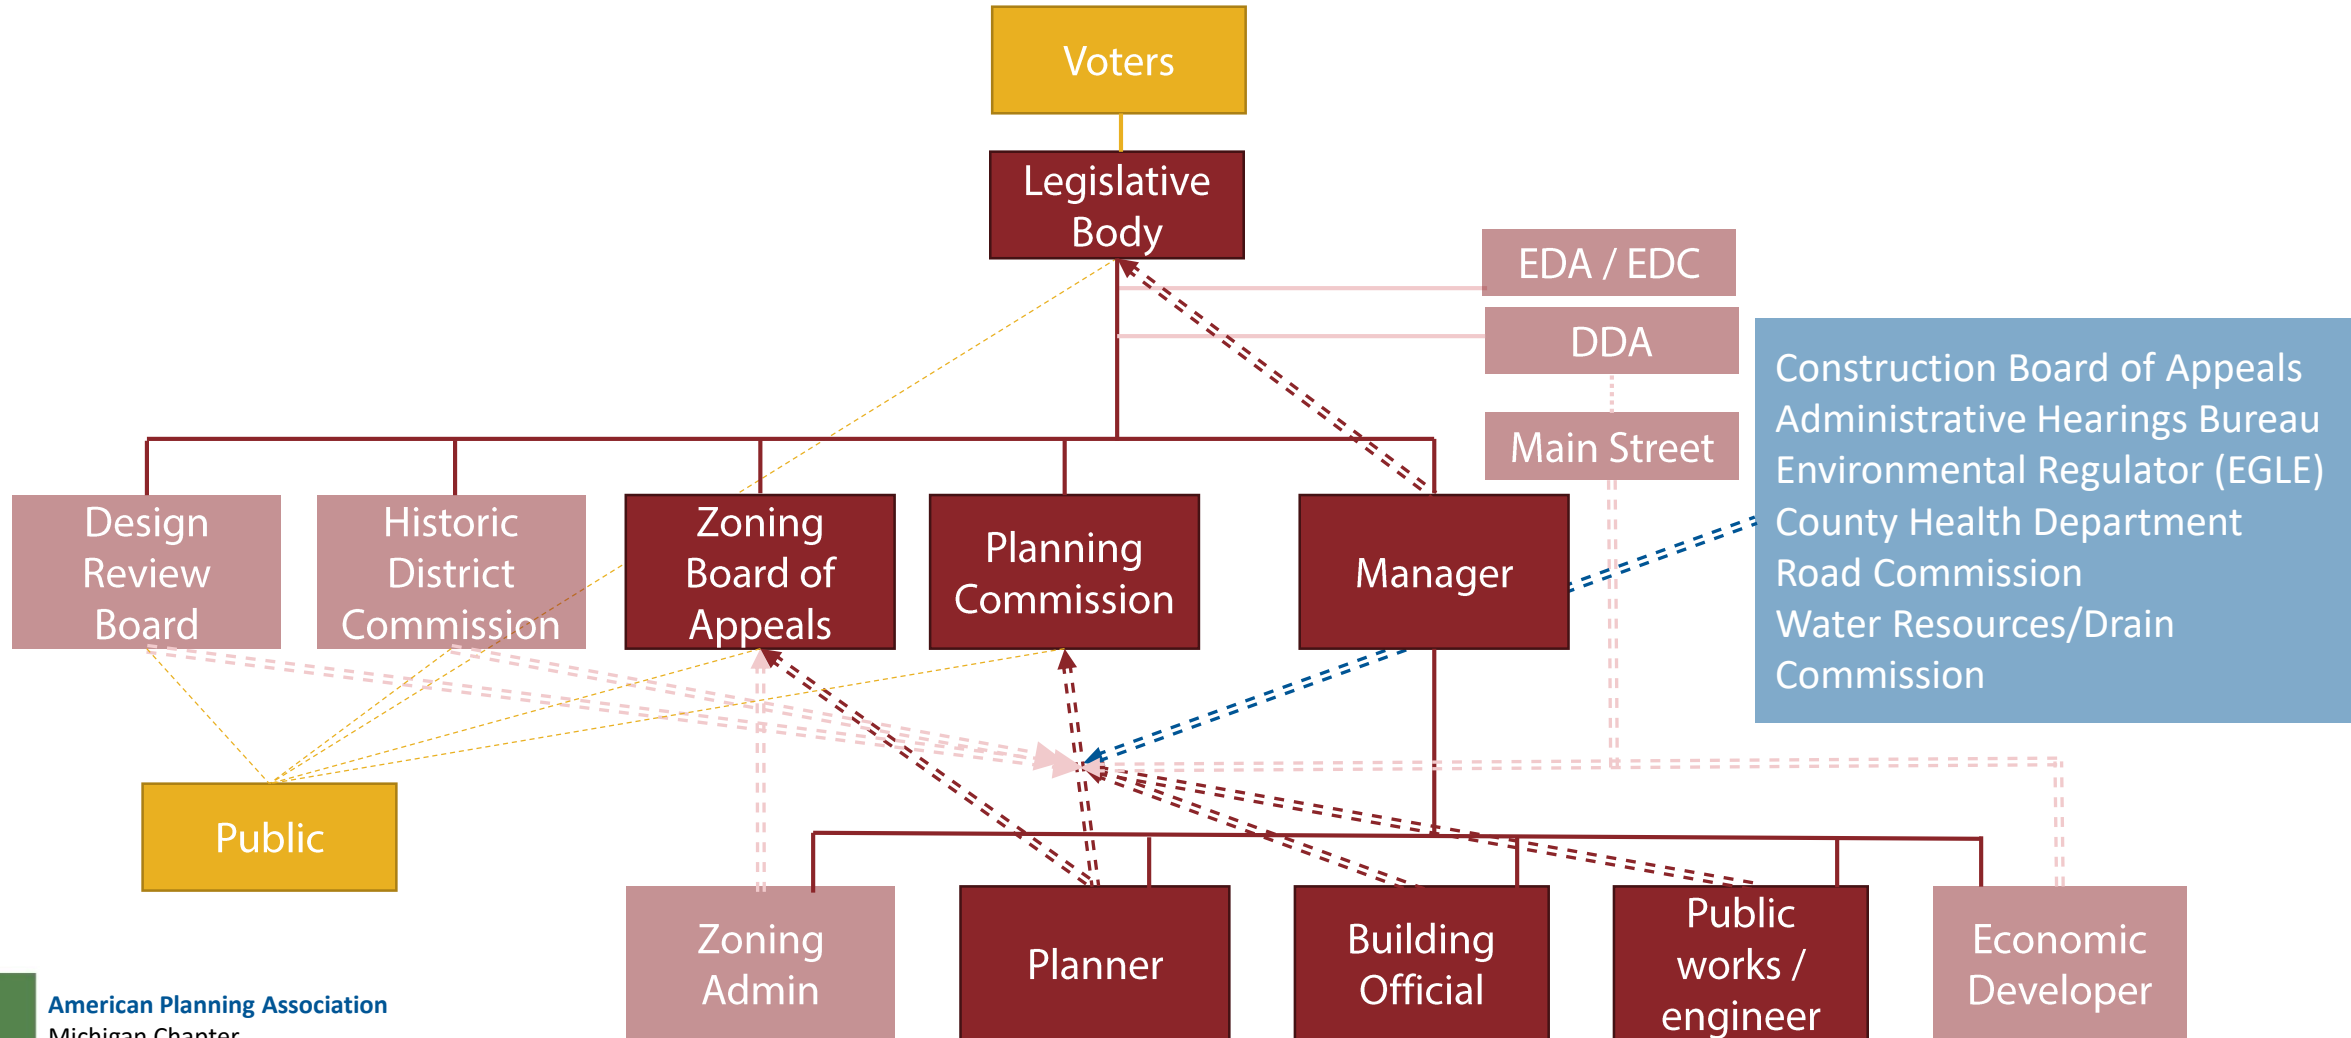 Voters
Legislative
Body
EDA / EDC
DDA
Main Street
Construction Board of Appeals
Administrative Hearings Bureau
Environmental Regulator (EGLE)
County Health Department
Road Commission
Water Resources/Drain
Commission
Design
Review
Board
Historic
District
Commission
Zoning
Board of
Appeals
Planning
Commission
Manager
Public
Zoning
Admin
Planner
Building
Official
Public
works /
engineer
Economic
Developer
American Planning Association
Michigan Chapter